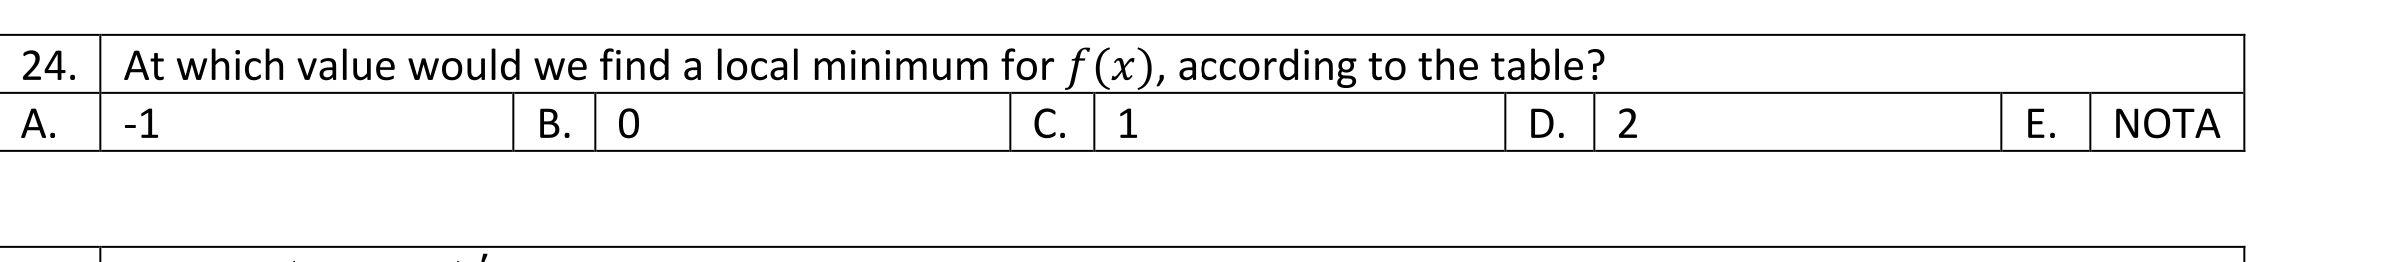 24. At which value would we find a local minimum for f(x), according to the table?
A. -1 B. 0 C. 1 D. 2 E. NOTA